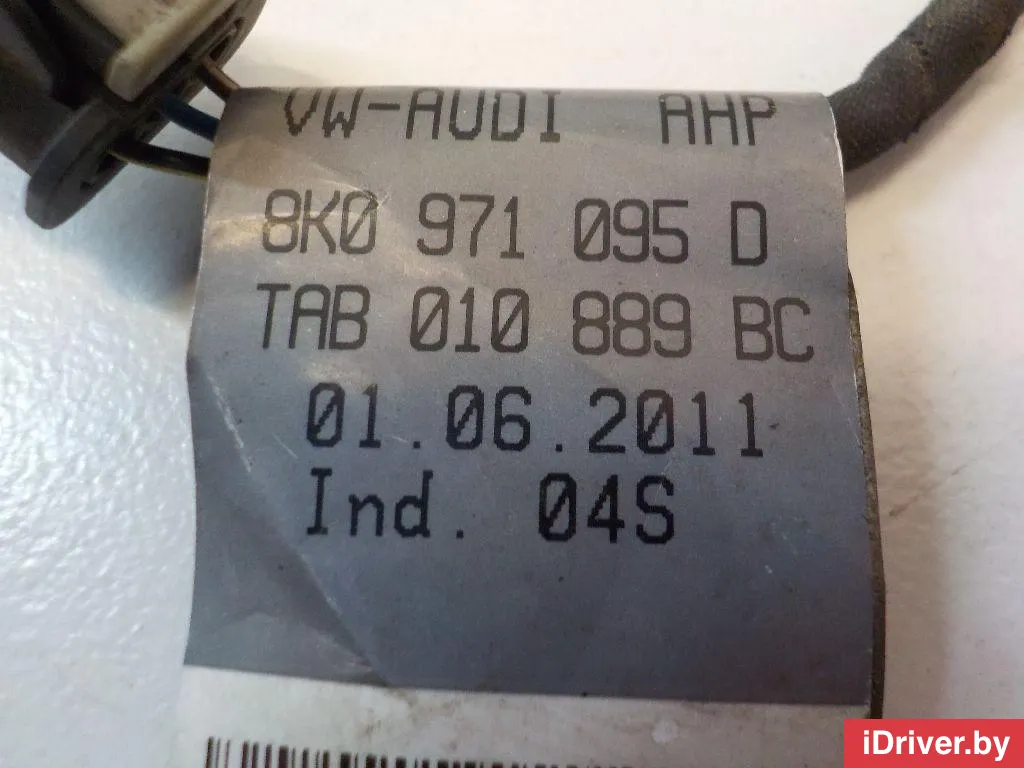 VW-AUDI AHP
8K0 971 095 D
TAB 010 889 BC
01.06.2011
Ind. 04S
iDriver.by